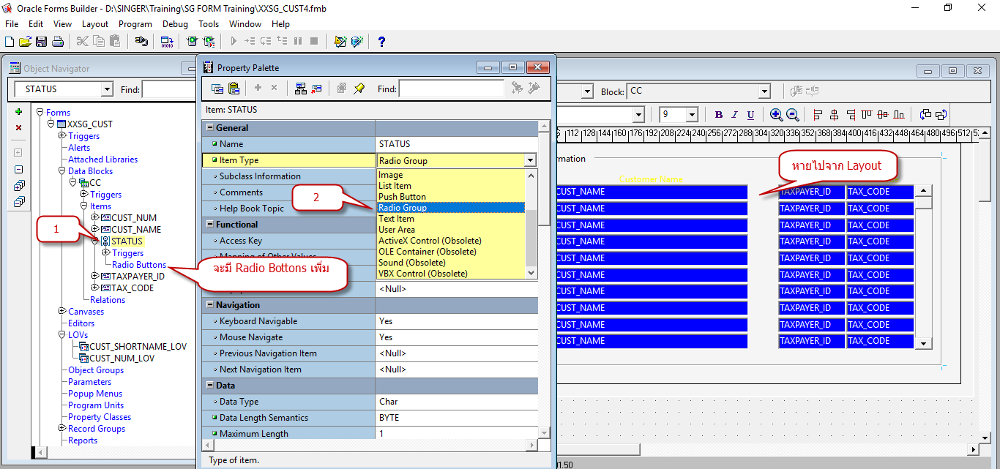 Oracle Forms Builder - D:\SINGER\Training\SG FORM Training\XXSG_CUST4.fmb
File Edit View Layout Program Debug Tools Window Help
Object Navigator
STATUS
Find:
Forms
XXSG_CUST
Triggers
Alerts
Attached Libraries
Data Blocks
CC
Triggers
Items
CUST_NUM
CUST_NAME
1
STATUS
Triggers
Radio Buttons
TAXPAYER_ID
TAX_CODE
Relations
Canvases
Editors
LOVs
CUST_SHORTNAME_LOV
CUST_NUM_LOV
Object Groups
Parameters
Popup Menus
Program Units
Property Classes
Record Groups
Reports
Property Palette
Find:
Item: STATUS
General
Name STATUS
Item Type Radio Group
Subclass Information
Comments
Help Book Topic
Functional
Access Key
Image
List Item
Push Button
2
Radio Group
Text Item
User Area
ActiveX Control (Obsolete)
OLE Container (Obsolete)
Sound (Obsolete)
VBX Control (Obsolete)
จะมี Radio Bottons เพิ่ม
<Null>
Navigation
Keyboard Navigable Yes
Mouse Navigate Yes
Previous Navigation Item <Null>
Next Navigation Item <Null>
Data
Data Type Char
Data Length Semantics BYTE
Maximum Length 1
Type of item.
Block: CC
9 B I U
112 128 144 160 176 192 208 224 240 256 272 288 304 320 336 352 368 384 400 416 432 448 464 480 496 512
rmation
หายไปจาก Layout
Customer Name
CUST_NAME TAXPAYER_ID TAX_CODE
CUST_NAME TAXPAYER_ID TAX_CODE
CUST_NAME TAXPAYER_ID TAX_CODE
CUST_NAME TAXPAYER_ID TAX_CODE
CUST_NAME TAXPAYER_ID TAX_CODE
CUST_NAME TAXPAYER_ID TAX_CODE
CUST_NAME TAXPAYER_ID TAX_CODE
CUST_NAME TAXPAYER_ID TAX_CODE
CUST_NAME TAXPAYER_ID TAX_CODE
CUST_NAME TAXPAYER_ID TAX_CODE